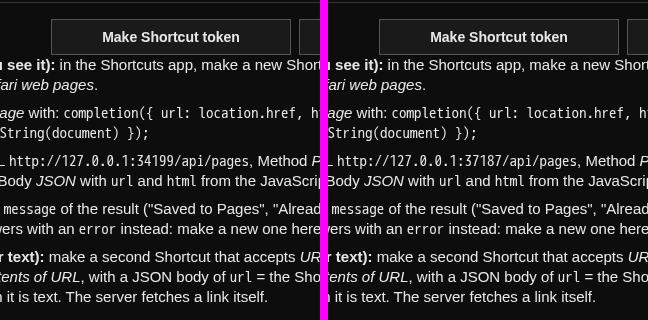 Make Shortcut token
see it): in the Shortcuts app, make a new Short
fari web pages.
age with: completion({ url: location.href, h
String(document) });
http://127.0.0.1:34199/api/pages, Method P
Body JSON with url and html from the JavaScrip
message of the result ("Saved to Pages", "Alread
vers with an error instead: make a new one here
r text): make a second Shortcut that accepts UR
tents of URL, with a JSON body of url = the Sho
it is text. The server fetches a link itself.
Make Shortcut token
see it): in the Shortcuts app, make a new Short
fari web pages.
age with: completion({ url: location.href,
String(document) });
http://127.0.0.1:37187/api/pages, Method P
Body JSON with url and html from the JavaScrip
message of the result ("Saved to Pages", "Alread
vers with an error instead: make a new one here
r text): make a second Shortcut that accepts UR
tents of URL, with a JSON body of url = the Sho
it is text. The server fetches a link itself.